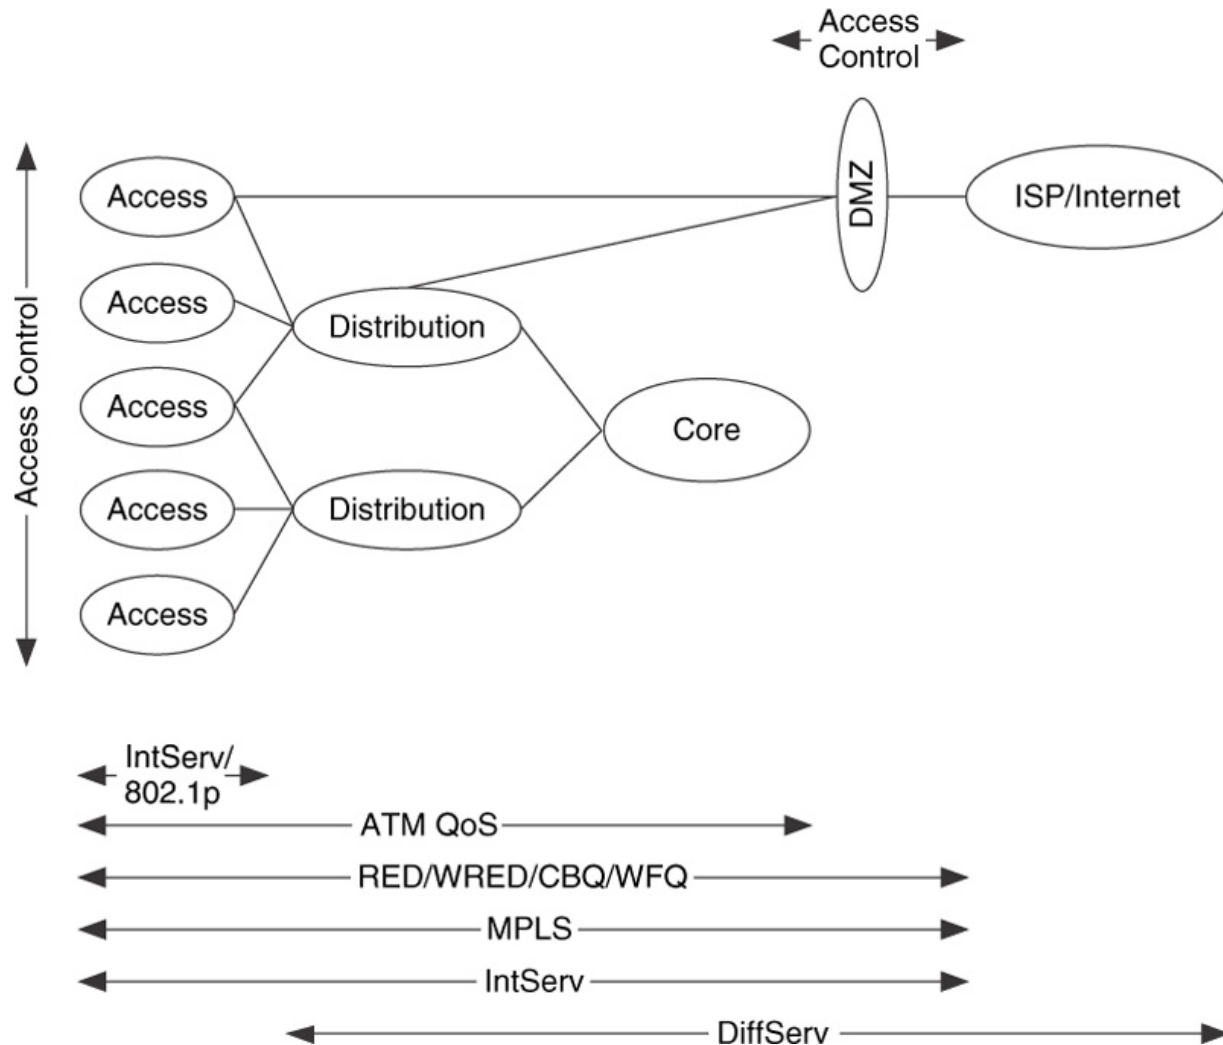 Access
Control
Access
DMZ
ISP/Internet
Access
Distribution
Access Control
Access
Core
Access
Distribution
Access
IntServ/
802.1p
ATM QoS
RED/WRED/CBQ/WFQ
MPLS
IntServ
DiffServ